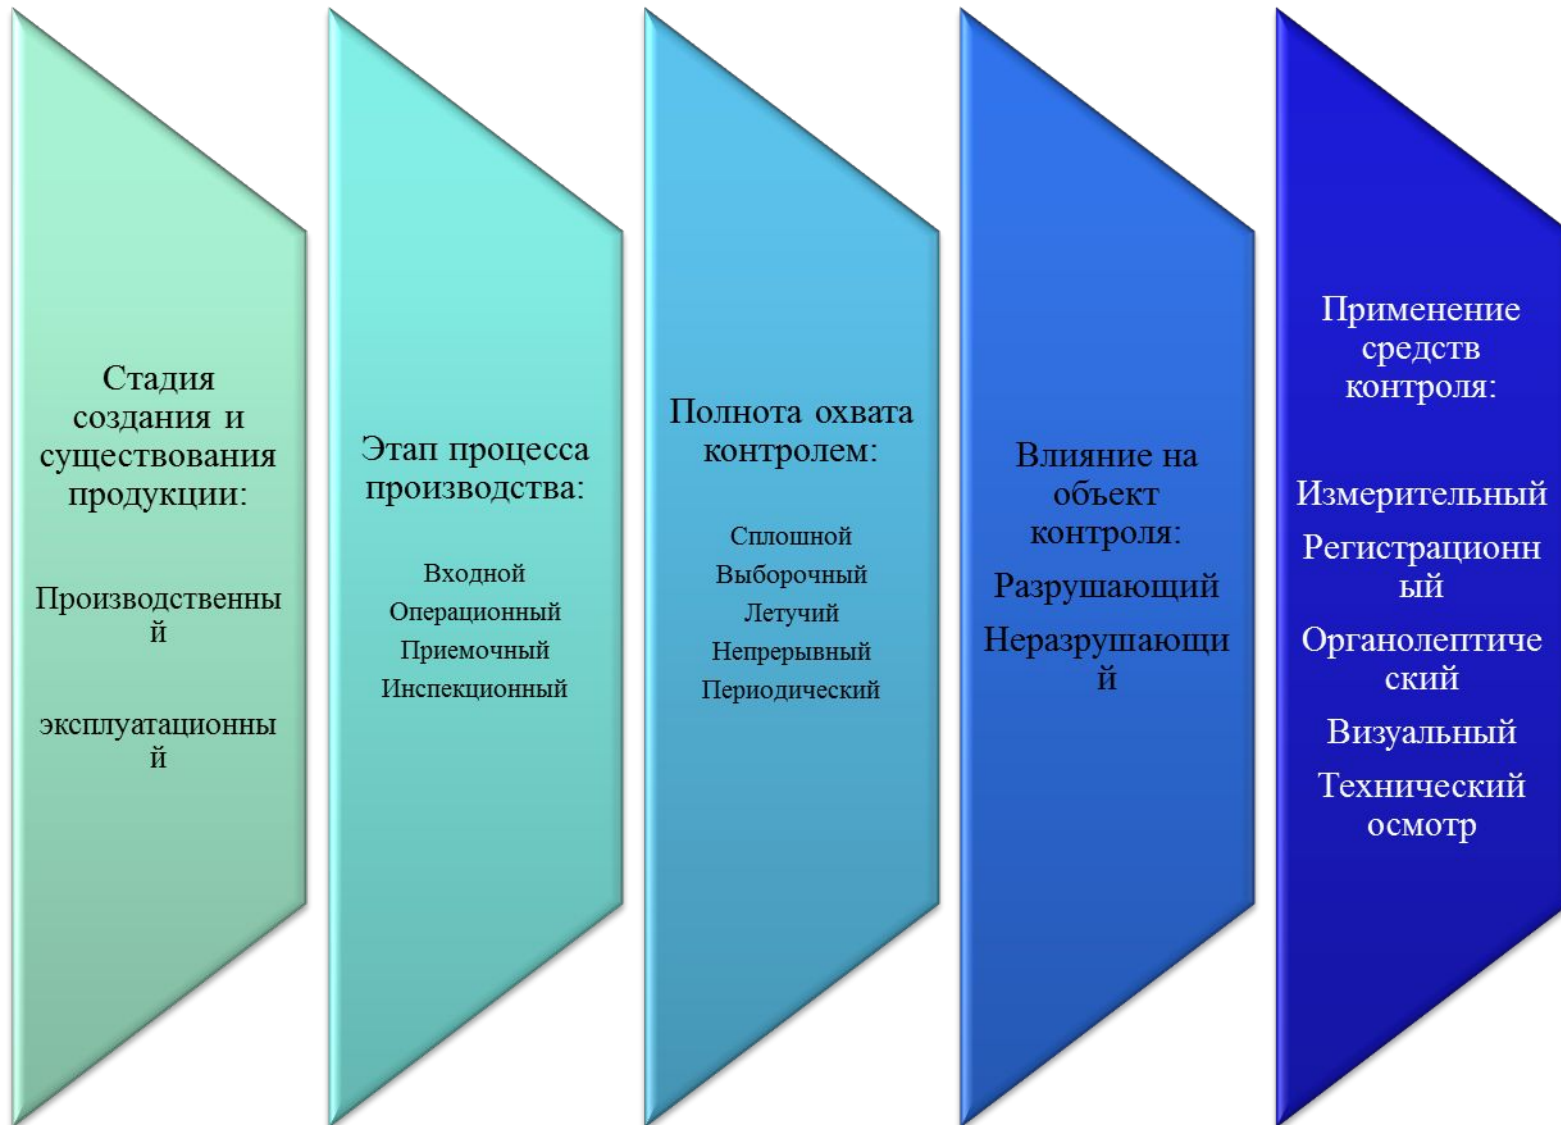 Стадия
создания и
существования
продукции:
Производственны
й
эксплуатационны
й
Этап процесса
производства:
Входной
Операционный
Приемочный
Инспекционный
Полнота охвата
контролем:
Сплошной
Выборочный
Летучий
Непрерывный
Периодический
Влияние на
объект
контроля:
Разрушающий
Неразрушающи
й
Применение
средств
контроля:
Измерительный
Регистрационн
ый
Органолептиче
ский
Визуальный
Технический
осмотр